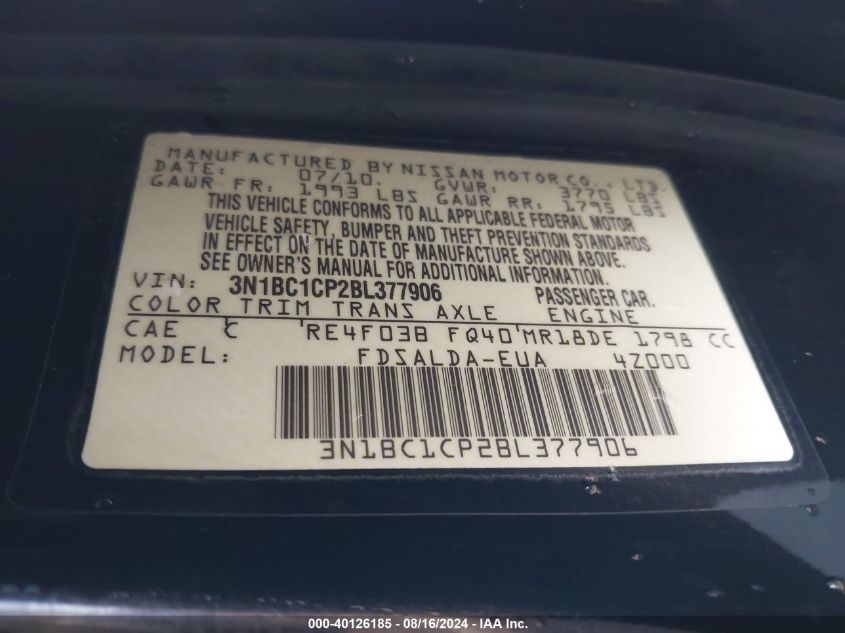 MANUFACTURED BY NISSAN MOTOR CO., LTD.
DATE: 07/10. GVWR: 3770 LBS
GAWR FR: 1993 LBS GAWR RR: 1795 LBS
THIS VEHICLE CONFORMS TO ALL APPLICABLE FEDERAL MOTOR
VEHICLE SAFETY, BUMPER AND THEFT PREVENTION STANDARDS
IN EFFECT ON THE DATE OF MANUFACTURE SHOWN ABOVE.
SEE OWNER'S MANUAL FOR ADDITIONAL INFORMATION.
VIN: 3N1BC1CP2BL377906 PASSENGER CAR.
COLOR TRIM TRANS AXLE ENGINE
CAE C RE4F03B FQ40 MR18DE 1798 CC
MODEL: FDSALDA-EUA 4Z000
3N1BC1CP2BL377906
000-40126185 - 08/16/2024 - IAA Inc.